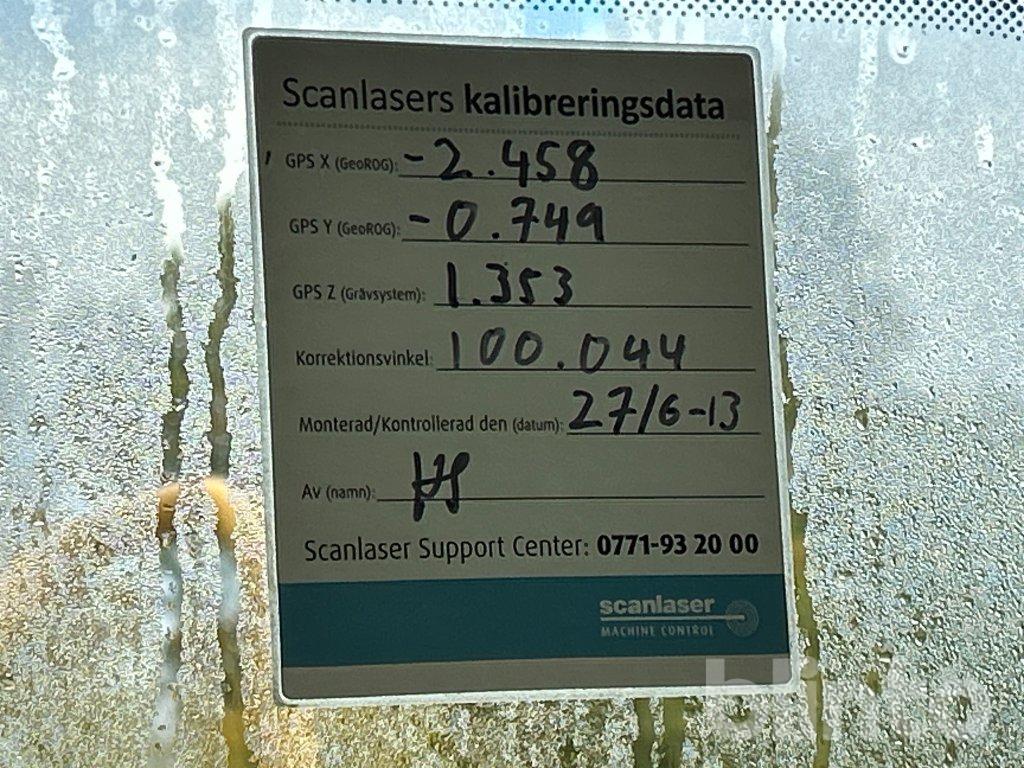 Scanlasers kalibreringsdata
GPS X (GeoROG): -2.458
GPS Y (GeoROG): -0.749
GPS Z (Grävsystem): 1.353
Korrektionsvinkel: 100.044
Monterad/Kontrollerad den (datum): 27/6-13
Av (namn):
Scanlaser Support Center: 0771-93 20 00
scanlaser
MACHINE CONTROL
blinto